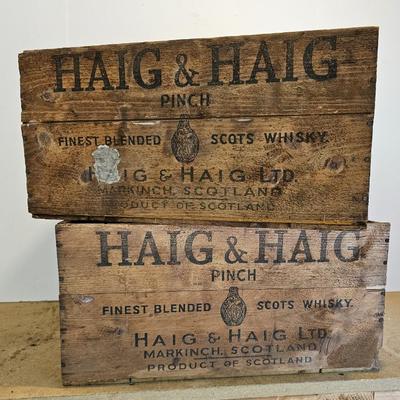 HAIG & HAIG
PINCH
FINEST BLENDED SCOTS WHISKY.
HAIG & HAIG LTD
MARKINCH, SCOTLAND
PRODUCT OF SCOTLAND
HAIG & HAIG
PINCH
FINEST BLENDED SCOTS WHISKY.
HAIG & HAIG LTD
MARKINCH, SCOTLAND
PRODUCT OF SCOTLAND